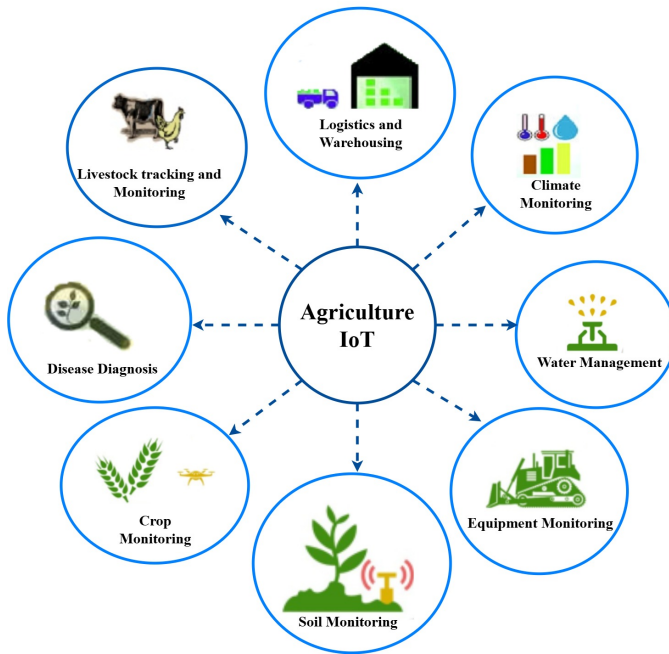 Logistics and
Warehousing
Livestock tracking and
Monitoring
Climate
Monitoring
Agriculture
IoT
Disease Diagnosis
Water Management
Crop
Monitoring
Equipment Monitoring
Soil Monitoring